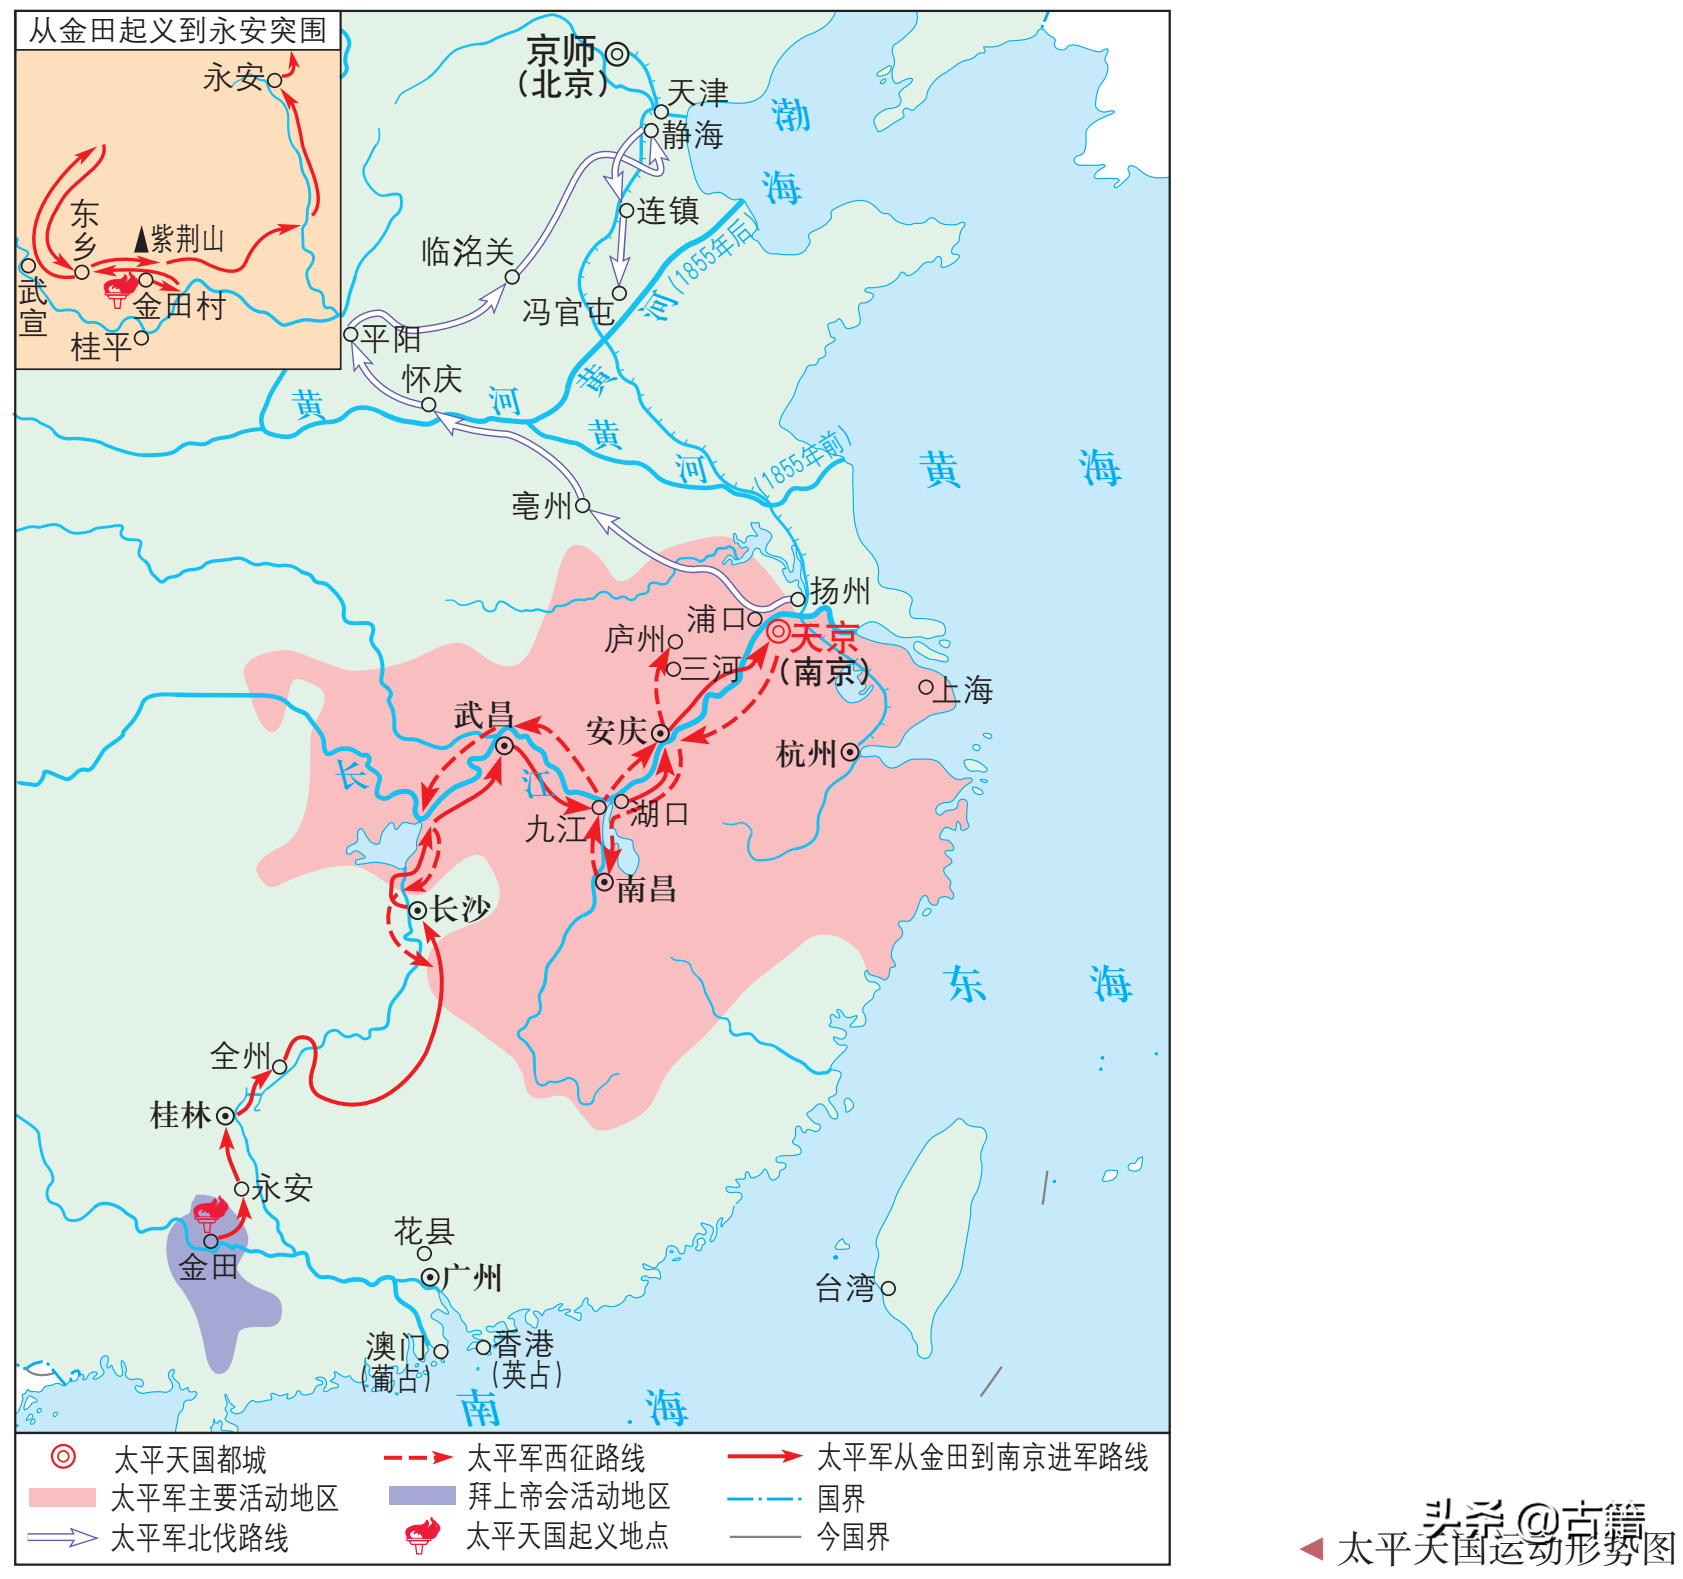 从金田起义到永安突围
永安
东乡
紫荆山
武宣
金田村
桂平
京师
(北京)
天津
静海
渤海
连镇
临洺关
冯官屯
河
(1855年后)
平阳
怀庆
黄
河
黄
黄
河
(1855年前)
黄海
亳州
扬州
浦口
庐州
天京
三河
(南京)
上海
武昌
安庆
杭州
长
江
九江
湖口
南昌
长沙
东海
全州
桂林
永安
金田
花县
广州
台湾
澳门
(葡占)
香港
(英占)
南海
太平天国都城
太平军西征路线
太平军从金田到南京进军路线
太平军主要活动地区
拜上帝会活动地区
国界
太平军北伐路线
太平天国起义地点
今国界
头杀 @古籍
太平天国运动形势图